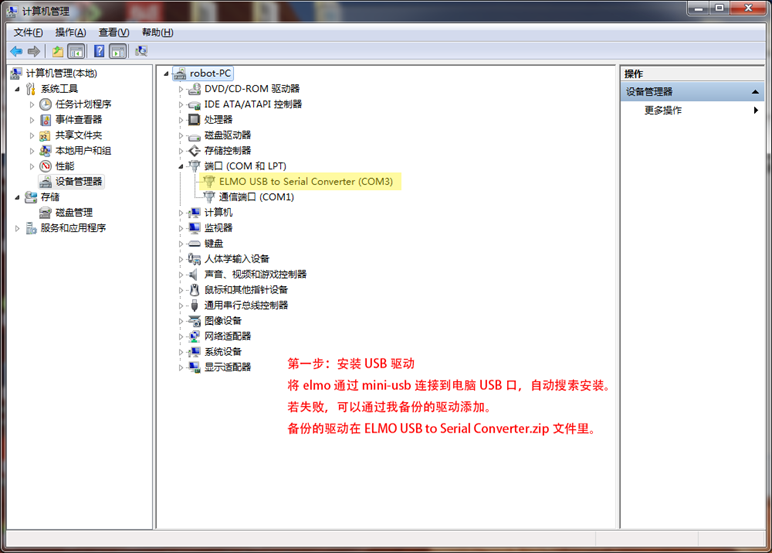 计算机管理
文件(F) 操作(A) 查看(V) 帮助(H)
计算机管理(本地)
系统工具
任务计划程序
事件查看器
共享文件夹
本地用户和组
性能
设备管理器
存储
磁盘管理
服务和应用程序
robot-PC
DVD/CD-ROM 驱动器
IDE ATA/ATAPI 控制器
处理器
磁盘驱动器
存储控制器
端口 (COM 和 LPT)
ELMO USB to Serial Converter (COM3)
通信端口 (COM1)
计算机
监视器
键盘
人体学输入设备
声音、视频和游戏控制器
鼠标和其他指针设备
通用串行总线控制器
图像设备
网络适配器
系统设备
显示适配器
第一步：安装 USB 驱动
将 elmo 通过 mini-usb 连接到电脑 USB 口，自动搜索安装。
若失败，可以通过我备份的驱动添加。
备份的驱动在 ELMO USB to Serial Converter.zip 文件里。
操作
设备管理器
更多操作